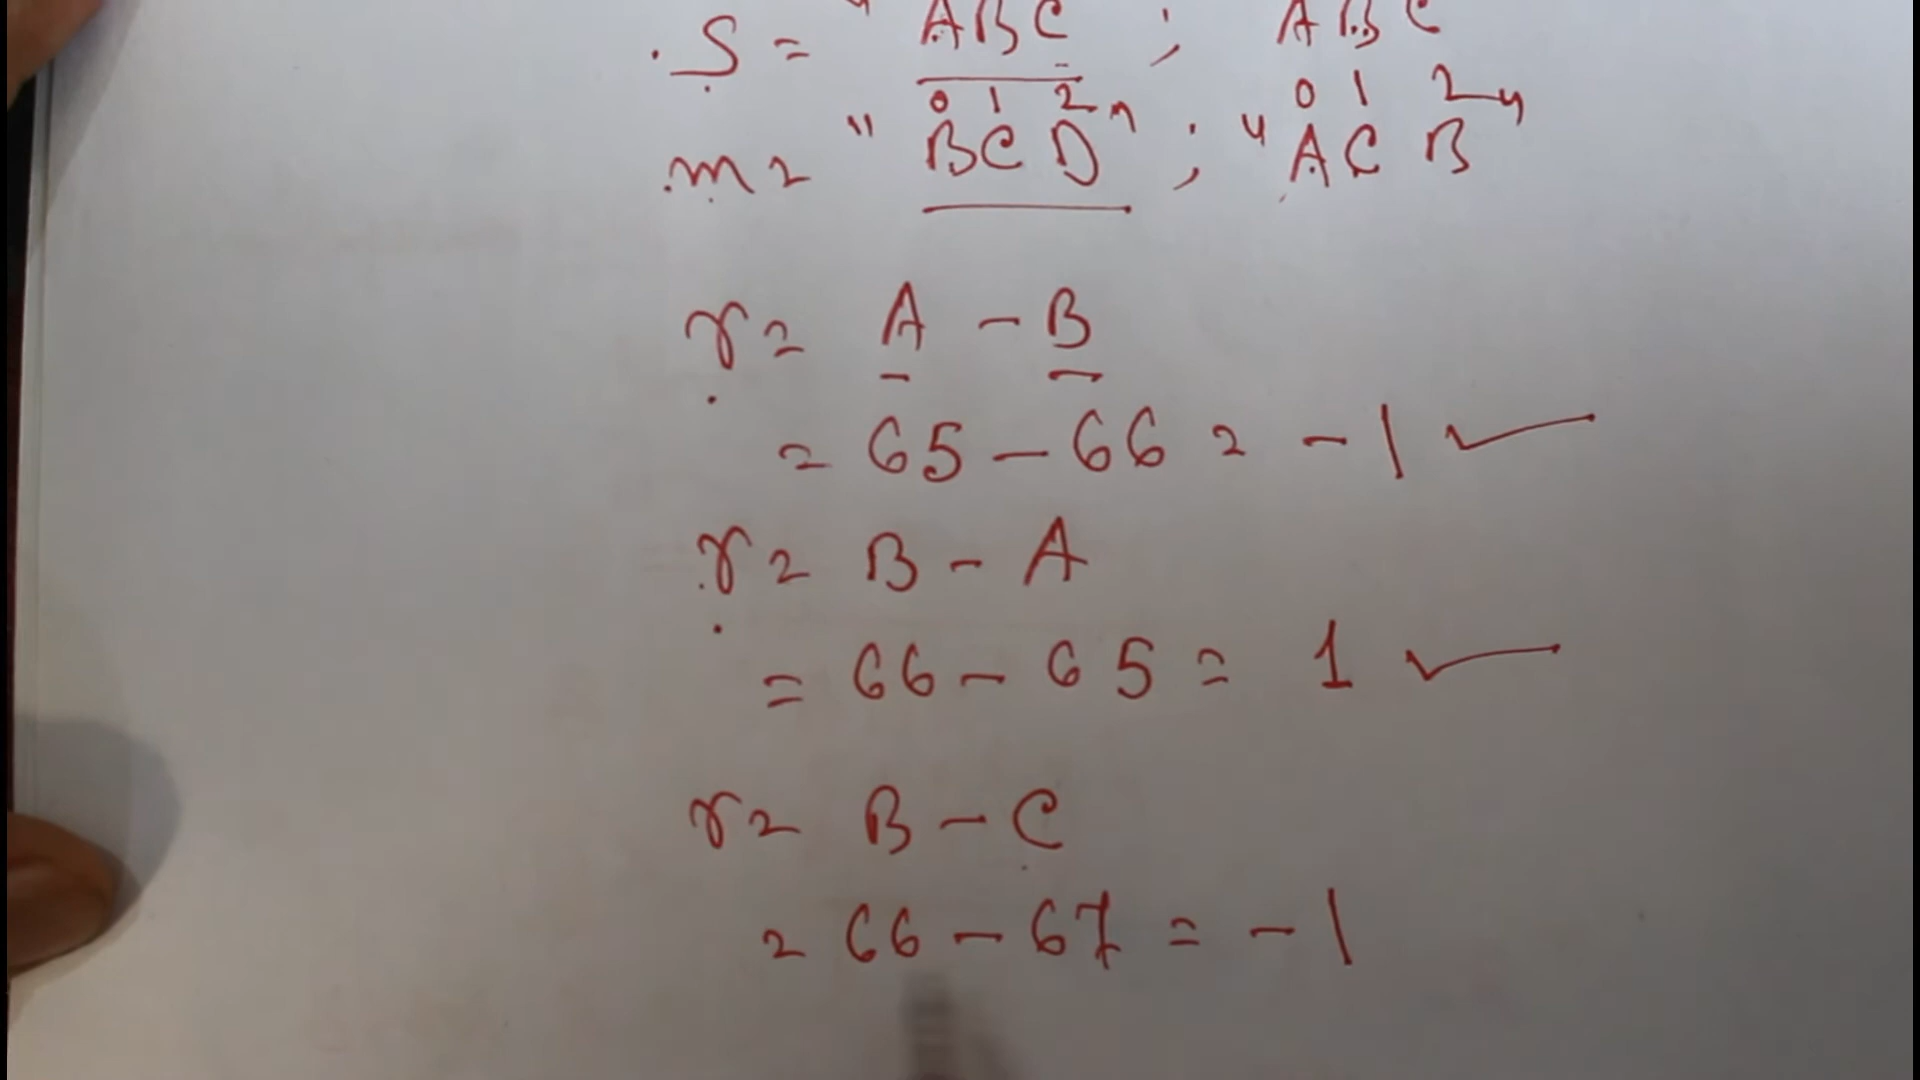 S = " ABC ; ABC
0 1 2 0 1 2
m = " BCD " ; " ACB "
r = A - B
= 65 - 66 = -1 ✓
r = B - A
= 66 - 65 = 1 ✓
r = B - C
= 66 - 67 = -1